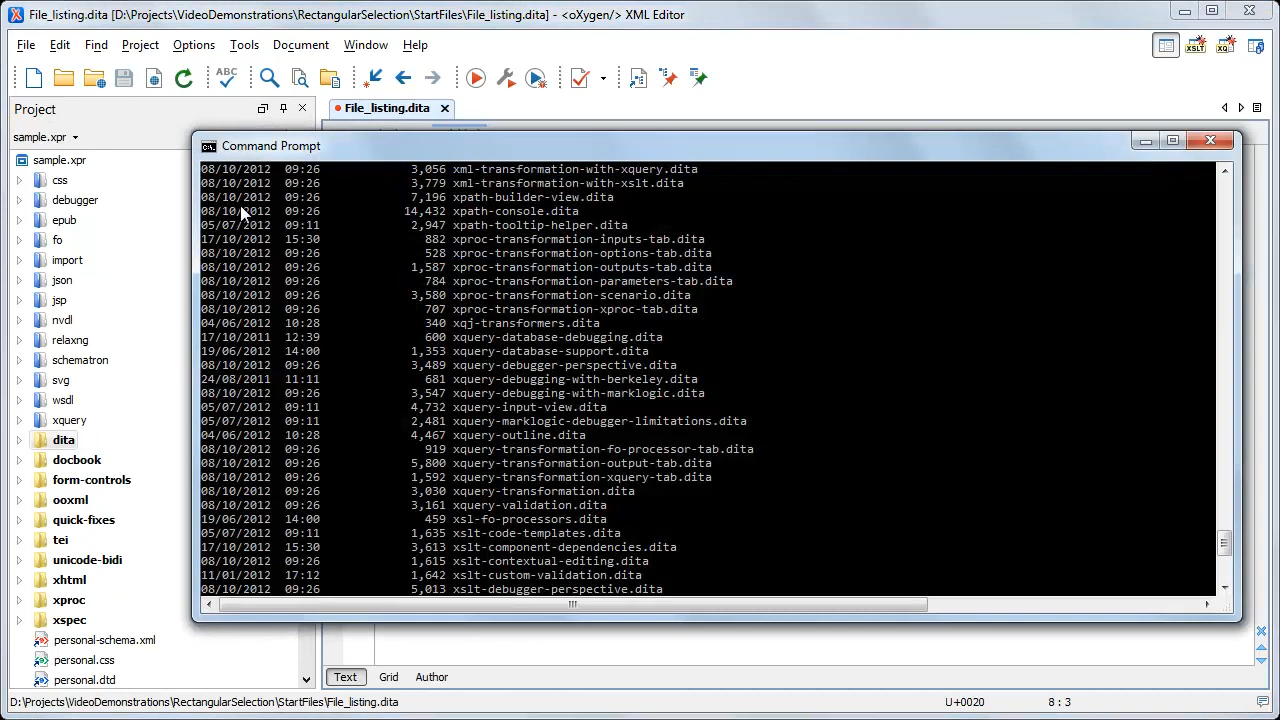 File_listing.dita [D:\Projects\VideoDemonstrations\RectangularSelection\StartFiles\File_listing.dita] - <oXygen/> XML Editor
File Edit Find Project Options Tools Document Window Help
XSLT XQ
ABC
Project
File_listing.dita
sample.xpr
Command Prompt
sample.xpr
css
debugger
epub
fo
import
json
jsp
nvdl
relaxng
schematron
svg
wsdl
xquery
dita
docbook
form-controls
ooxml
quick-fixes
tei
unicode-bidi
xhtml
xproc
xspec
personal-schema.xml
personal.css
personal.dtd
08/10/2012 09:26 3,056 xml-transformation-with-xquery.dita
08/10/2012 09:26 3,779 xml-transformation-with-xslt.dita
08/10/2012 09:26 7,196 xpath-builder-view.dita
08/10/2012 09:26 14,432 xpath-console.dita
05/07/2012 09:11 2,947 xpath-tooltip-helper.dita
17/10/2012 15:30 882 xproc-transformation-inputs-tab.dita
08/10/2012 09:26 528 xproc-transformation-options-tab.dita
08/10/2012 09:26 1,587 xproc-transformation-outputs-tab.dita
08/10/2012 09:26 784 xproc-transformation-parameters-tab.dita
08/10/2012 09:26 3,580 xproc-transformation-scenario.dita
08/10/2012 09:26 707 xproc-transformation-xproc-tab.dita
04/06/2012 10:28 340 xqj-transformers.dita
17/10/2011 12:39 600 xquery-database-debugging.dita
19/06/2012 14:00 1,353 xquery-database-support.dita
08/10/2012 09:26 3,489 xquery-debugger-perspective.dita
24/08/2011 11:11 681 xquery-debugging-with-berkeley.dita
08/10/2012 09:26 3,547 xquery-debugging-with-marklogic.dita
05/07/2012 09:11 4,732 xquery-input-view.dita
05/07/2012 09:11 2,481 xquery-marklogic-debugger-limitations.dita
04/06/2012 10:28 4,467 xquery-outline.dita
08/10/2012 09:26 919 xquery-transformation-fo-processor-tab.dita
08/10/2012 09:26 5,800 xquery-transformation-output-tab.dita
08/10/2012 09:26 1,592 xquery-transformation-xquery-tab.dita
08/10/2012 09:26 3,030 xquery-transformation.dita
08/10/2012 09:26 3,161 xquery-validation.dita
19/06/2012 14:00 459 xsl-fo-processors.dita
05/07/2012 09:11 1,635 xslt-code-templates.dita
17/10/2012 15:30 3,613 xslt-component-dependencies.dita
08/10/2012 09:26 1,615 xslt-contextual-editing.dita
11/01/2012 17:12 1,642 xslt-custom-validation.dita
08/10/2012 09:26 5,013 xslt-debugger-perspective.dita
Text Grid Author
D:\Projects\VideoDemonstrations\RectangularSelection\StartFiles\File_listing.dita U+0020 8 : 3